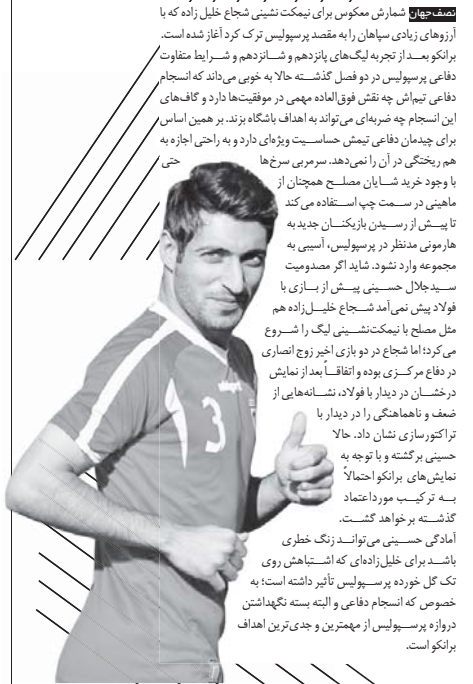 نصف‌جهان شمارش معکوس برای نیمکت نشینی شجاع خلیل زاده که با
آرزوهای زیادی سپاهان را به مقصد پرسپولیس ترک کرد آغاز شده است.
برانکو بعد از تجربه لیگ‌های پانزدهم و شانزدهم و شرایط متفاوت
دفاعی پرسپولیس در دو فصل گذشته حالا به خوبی می‌داند که انسجام
دفاعی تیم‌اش چه نقش فوق‌العاده مهمی در موفقیت‌ها دارد و گاف‌های
این انسجام چه ضربه‌ای می‌تواند به اهداف باشگاه بزند. بر همین اساس
برای چیدمان دفاعی تیمش حساسیت ویژه‌ای دارد و به راحتی اجازه به
هم ریختگی در آن را نمی‌دهد. سرمربی سرخ‌ها حتی
با وجود خرید شایان مصلح همچنان از
ماهینی در سمت چپ استفاده می کند
تا پیش از رسیدن بازیکنان جدید به
هارمونی مدنظر در پرسپولیس، آسیبی به
مجموعه وارد نشود. شاید اگر مصدومیت
سیدجلال حسینی پیش از بازی با
فولاد پیش نمی‌آمد شجاع خلیل‌زاده هم
مثل مصلح با نیمکت‌نشینی لیگ را شروع
می‌کرد؛ اما شجاع در دو بازی اخیر زوج انصاری
در دفاع مرکزی بوده و اتفاقاً بعد از نمایش
درخشان در دیدار با فولاد، نشانه‌هایی از
ضعف و ناهماهنگی را در دیدار با
تراکتورسازی نشان داد. حالا
حسینی برگشته و با توجه به
نمایش‌های برانکو احتمالاً
به ترکیب مورداعتماد
گذشته برخواهد گشت.
آمادگی حسینی می‌تواند زنگ خطری
باشد برای خلیل‌زاده‌ای که اشتباهش روی
تک گل خورده پرسپولیس تأثیر داشته است؛ به
خصوص که انسجام دفاعی و البته بسته نگهداشتن
دروازه پرسپولیس از مهمترین و جدی‌ترین اهداف
برانکو است.
3